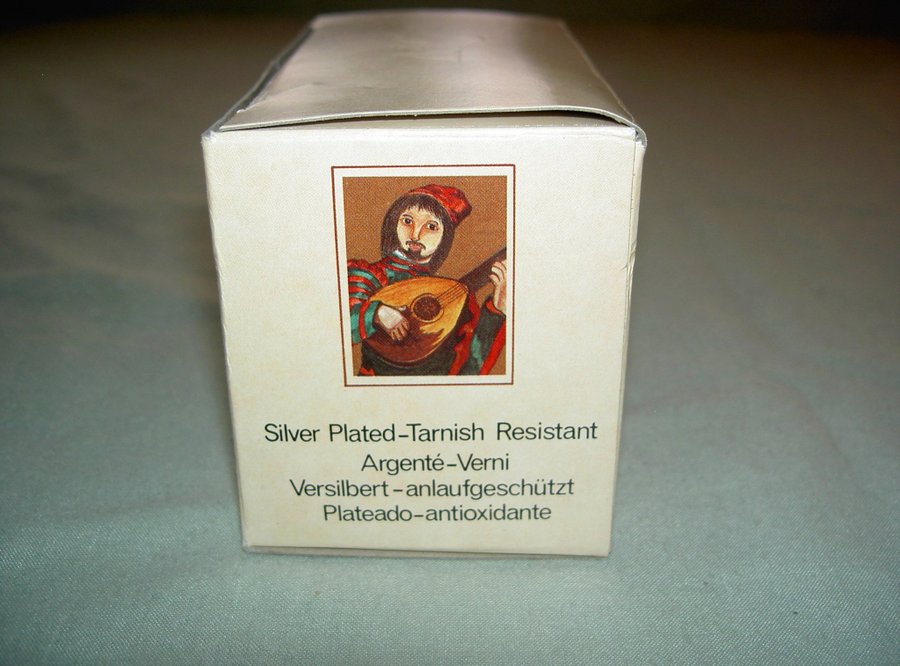 Silver Plated-Tarnish Resistant
Argenté-Verni
Versilbert-anlaufgeschützt
Plateado-antioxidante